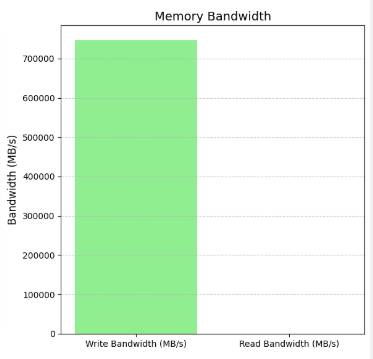 Memory Bandwidth
Bandwidth (MB/s)
700000
600000
500000
400000
300000
200000
100000
0
Write Bandwidth (MB/s)
Read Bandwidth (MB/s)